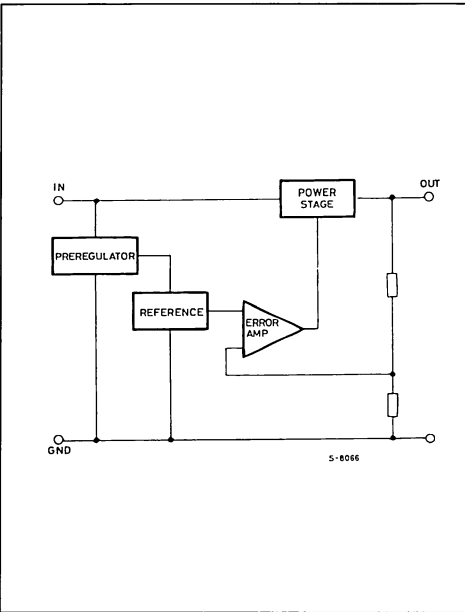 IN
OUT
POWER
STAGE
PREREGULATOR
REFERENCE
ERROR
AMP
GND
S-8066